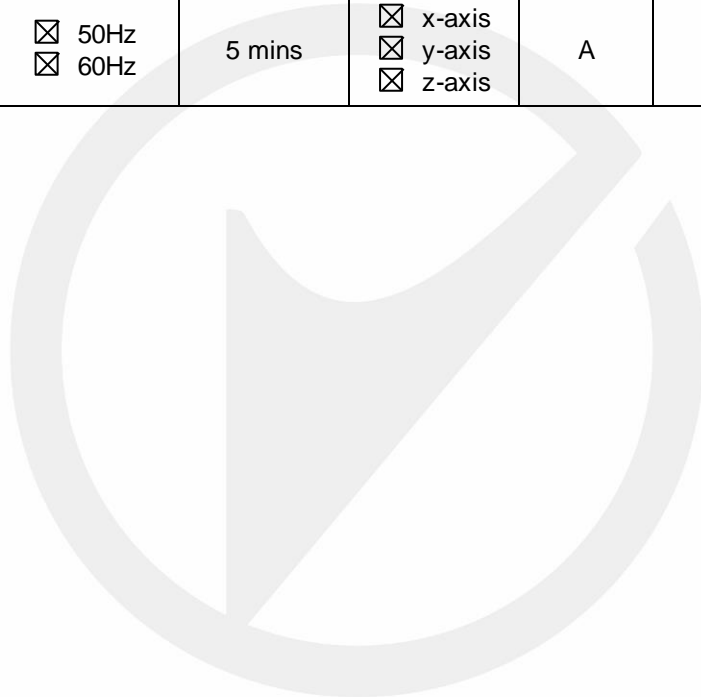 ☒ 50Hz
☒ 60Hz
5 mins
☒ x-axis
☒ y-axis
☒ z-axis
A